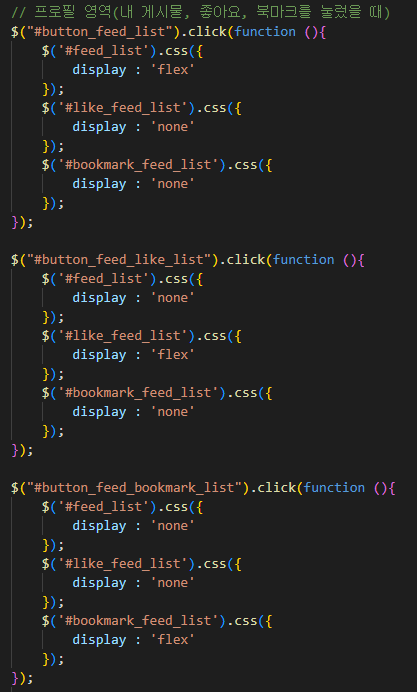 // 프로필 영역(내 게시물, 좋아요, 북마크를 눌렀을 때)
$("#button_feed_list").click(function (){
    $('#feed_list').css({
        display : 'flex'
    });
    $('#like_feed_list').css({
        display : 'none'
    });
    $('#bookmark_feed_list').css({
        display : 'none'
    });
});

$("#button_feed_like_list").click(function (){
    $('#feed_list').css({
        display : 'none'
    });
    $('#like_feed_list').css({
        display : 'flex'
    });
    $('#bookmark_feed_list').css({
        display : 'none'
    });
});

$("#button_feed_bookmark_list").click(function (){
    $('#feed_list').css({
        display : 'none'
    });
    $('#like_feed_list').css({
        display : 'none'
    });
    $('#bookmark_feed_list').css({
        display : 'flex'
    });
});